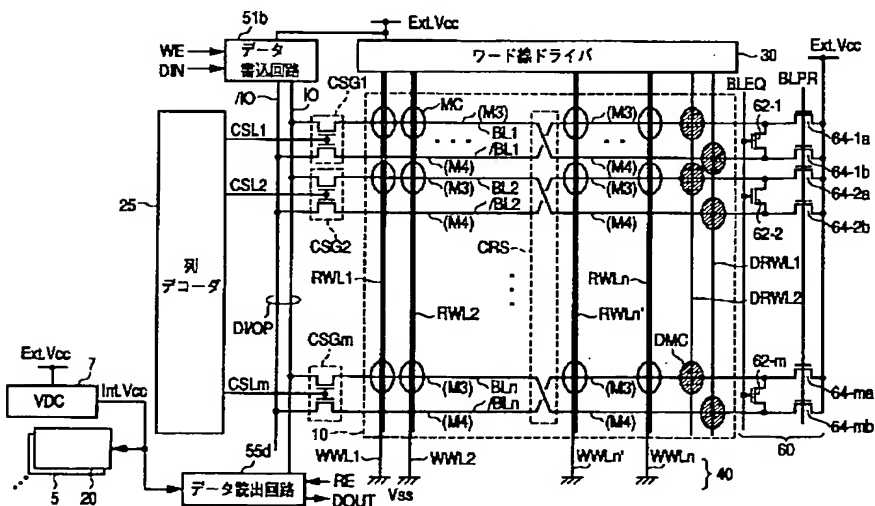 51b
Ext.Vcc
WE
DIN
データ
書込回路
ワード線ドライバ
30
Ext.Vcc
BLPR
BLEQ
/IO
IO
CSG1
MC
(M3)
(M3)
62-1
CSL1
BL1
/BL1
64-1a
(M4)
(M4)
64-1b
CSL2
(M3)
BL2
(M3)
64-2a
25
/BL2
(M4)
(M4)
62-2
64-2b
CSG2
CRS
列
デコーダ
RWL1
RWLn
DRWL1
RWL2
RWLn'
DRWL2
DI/OP
CSGm
DMC
62-m
Ext.Vcc
7
Int.Vcc
CSLm
(M3)
BLn
(M3)
64-ma
VDC
/BLn
(M4)
(M4)
64-mb
10
60
55d
WWL1
WWL2
WWLn'
WWLn
40
Vss
5
20
データ読出回路
RE
DOUT